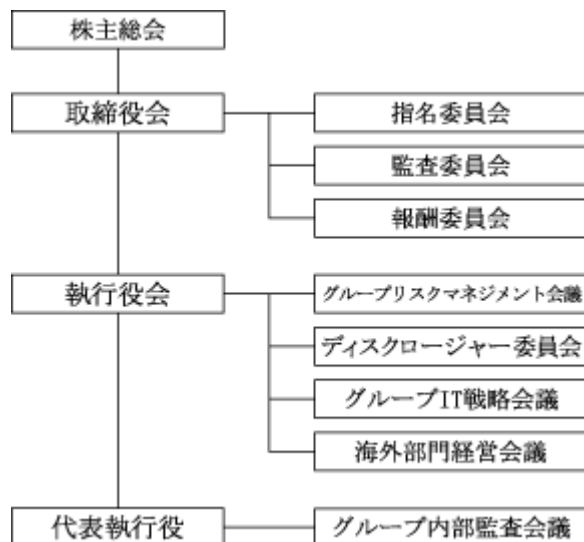 株主総会
取締役会
指名委員会
監査委員会
報酬委員会
執行役会
グループリスクマネジメント会議
ディスクロージャー委員会
グループIT戦略会議
海外部門経営会議
代表執行役
グループ内部監査会議